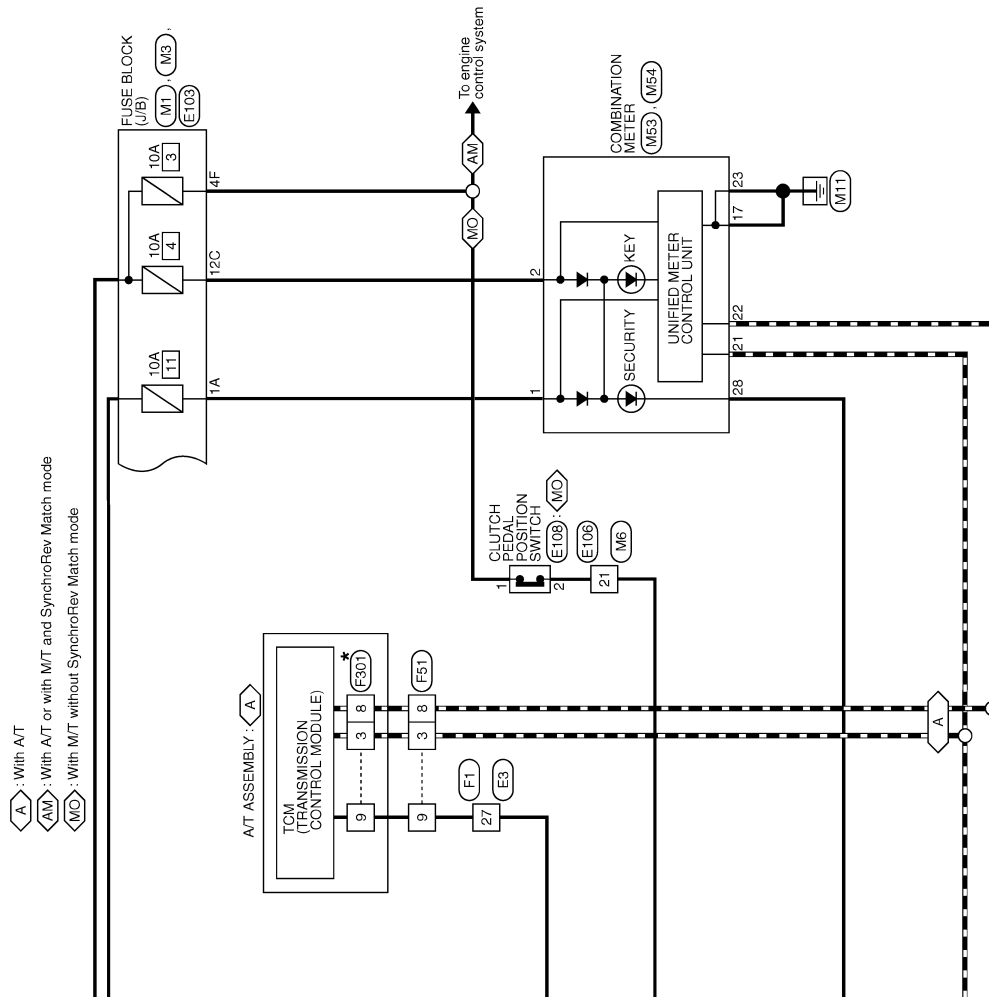 A : With A/T
AM : With A/T or with M/T and SynchroRev Match mode
MO : With M/T without SynchroRev Match mode
FUSE BLOCK
(J/B)
M1 , M3 ,
E103
10A
11
10A
4
10A
3
1A
12C
4F
MO
AM
To engine
control system
COMBINATION
METER
M53 , M54
1
2
SECURITY
KEY
UNIFIED METER
CONTROL UNIT
28
21
22
17
23
M11
CLUTCH
PEDAL
POSITION
SWITCH
E108 : MO
1
2
E106
21
M6
A/T ASSEMBLY : A
TCM
(TRANSMISSION
CONTROL MODULE)
*
9
3
8
F301
9
3
8
F51
27
F1
E3
A